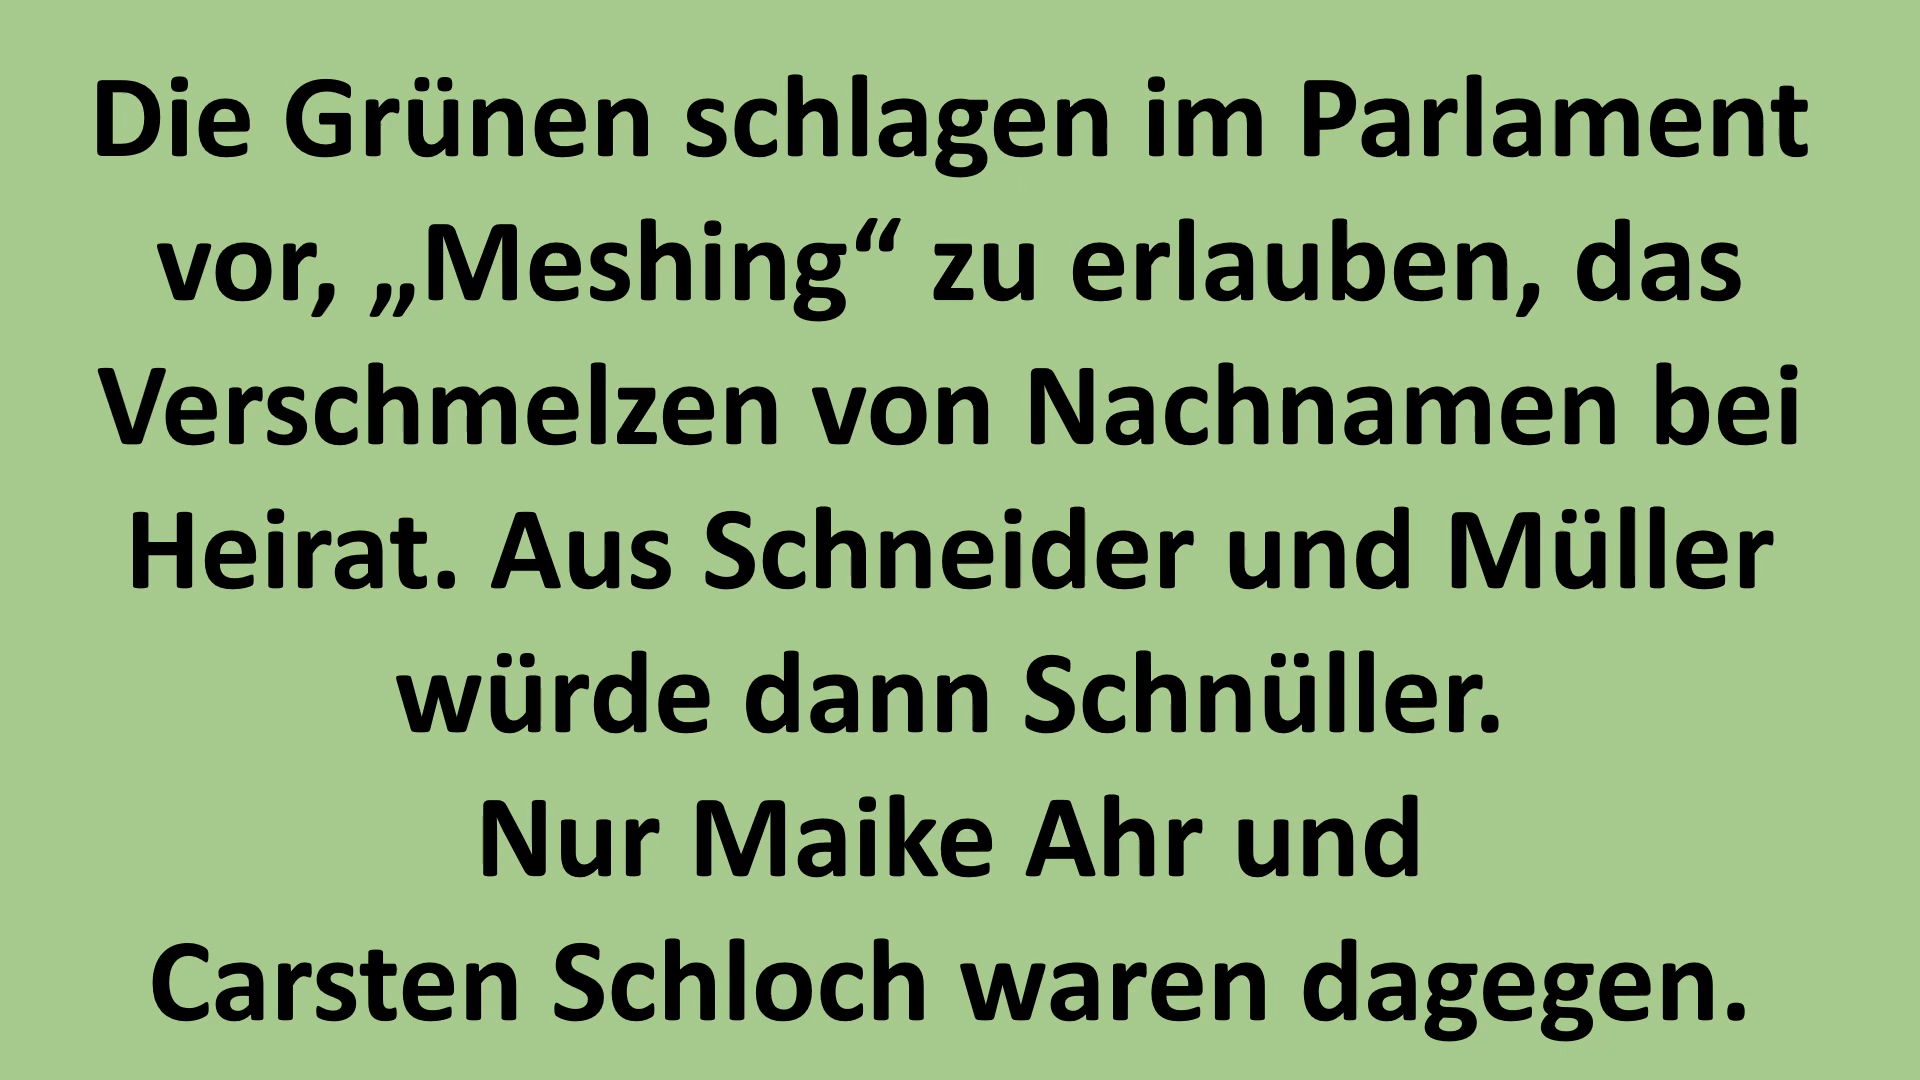 Die Grünen schlagen im Parlament
vor, „Meshing“ zu erlauben, das
Verschmelzen von Nachnamen bei
Heirat. Aus Schneider und Müller
würde dann Schnüller.
Nur Maike Ahr und
Carsten Schloch waren dagegen.